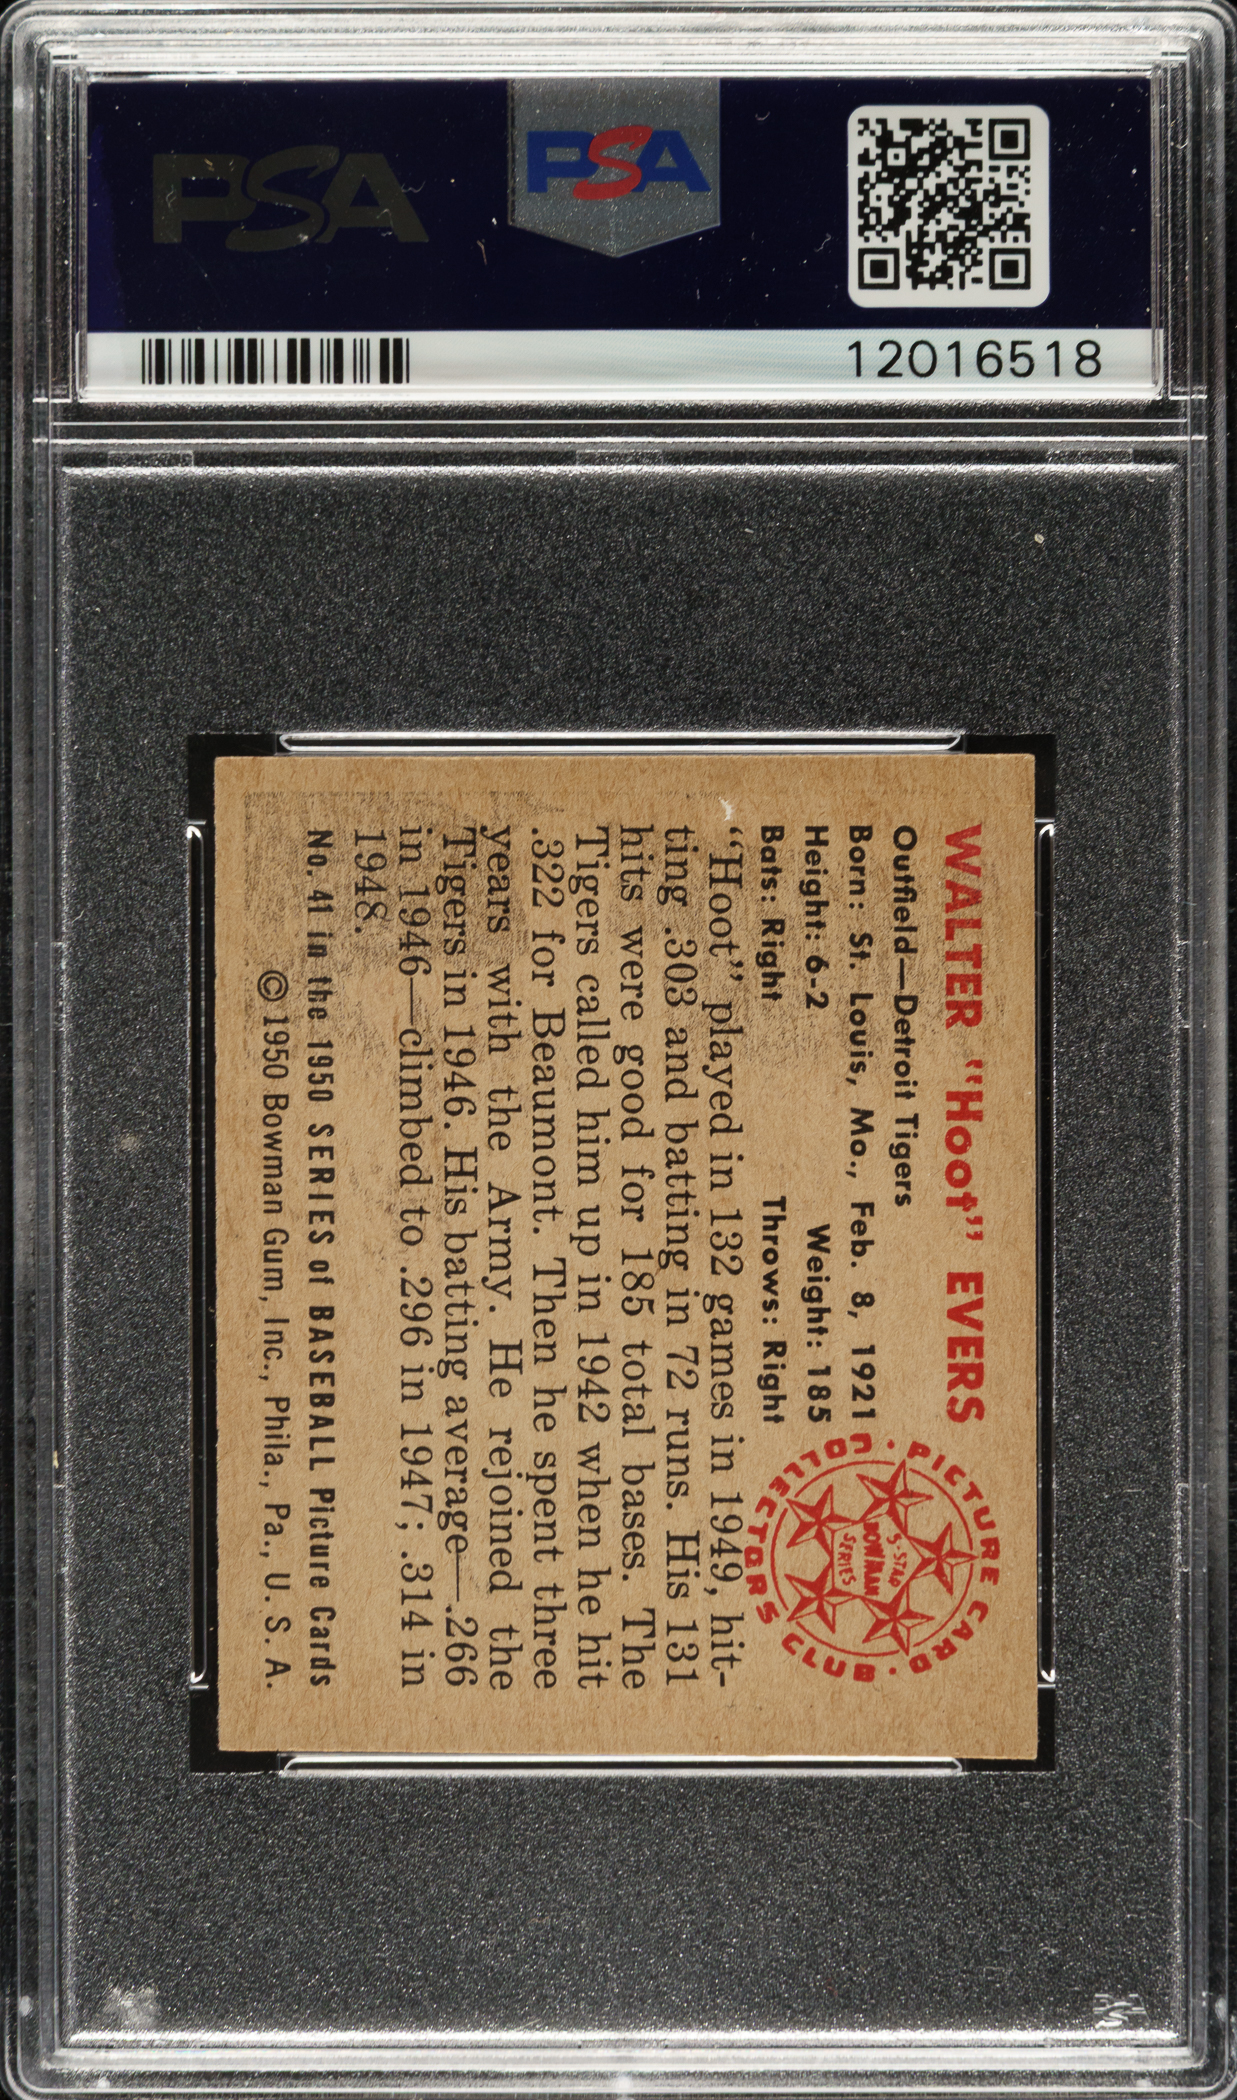 PSA
PSA
12016518
WALTER "Hoot" EVERS
Outfield—Detroit Tigers
Born: St. Louis, Mo., Feb. 8, 1921
Height: 6-2 Weight: 185
Bats: Right Throws: Right
PICTURE CARD · COLLECTORS CLUB ·
5-STAR
BOWMAN
SERIES
"Hoot" played in 132 games in 1949, hit-
ting .303 and batting in 72 runs. His 131
hits were good for 185 total bases. The
Tigers called him up in 1942 when he hit
.322 for Beaumont. Then he spent three
years with the Army. He rejoined the
Tigers in 1946. His batting average—.266
in 1946—climbed to .296 in 1947; .314 in
1948.
No. 41 in the 1950 SERIES of BASEBALL Picture Cards
©1950 Bowman Gum, Inc., Phila., Pa., U. S. A.
PSA